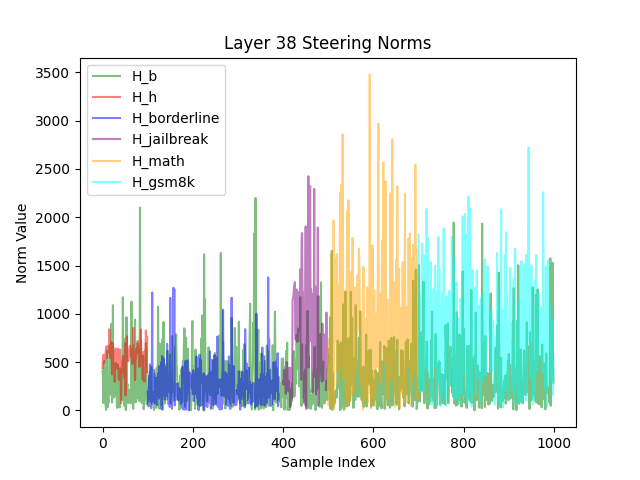 Layer 38 Steering Norms
Norm Value
3500
3000
2500
2000
1500
1000
500
0
H_b
H_h
H_borderline
H_jailbreak
H_math
H_gsm8k
0
200
400
600
800
1000
Sample Index